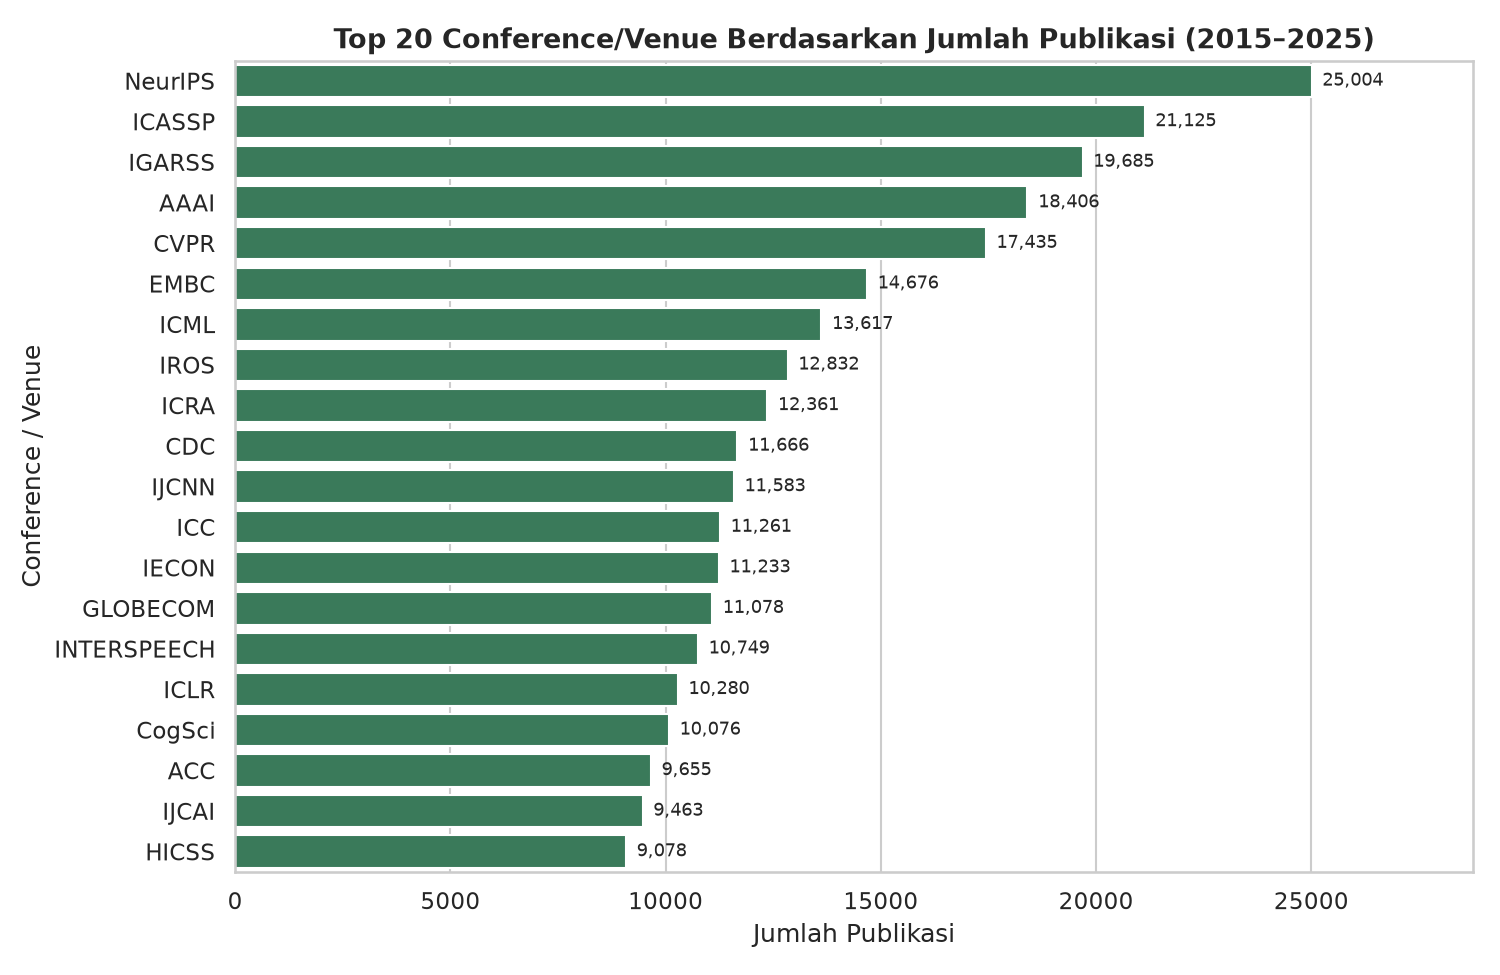 Top 20 Conference/Venue Berdasarkan Jumlah Publikasi (2015–2025)
Conference / Venue
NeurIPS 25,004
ICASSP 21,125
IGARSS 19,685
AAAI 18,406
CVPR 17,435
EMBC 14,676
ICML 13,617
IROS 12,832
ICRA 12,361
CDC 11,666
IJCNN 11,583
ICC 11,261
IECON 11,233
GLOBECOM 11,078
INTERSPEECH 10,749
ICLR 10,280
CogSci 10,076
ACC 9,655
IJCAI 9,463
HICSS 9,078
0 5000 10000 15000 20000 25000
Jumlah Publikasi